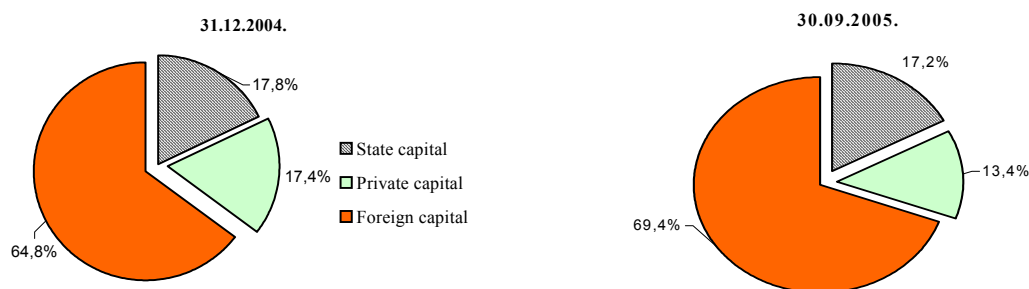 31.12.2004.
17,8%
17,4%
64,8%
State capital
Private capital
Foreign capital
30.09.2005.
17,2%
13,4%
69,4%